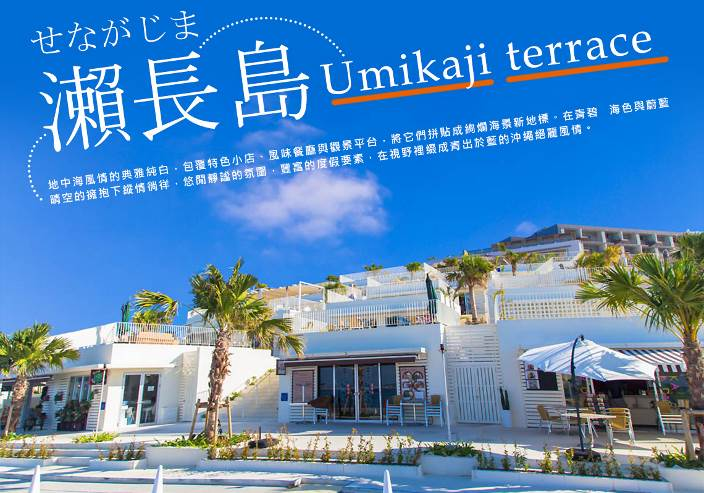 せながじま
瀨長島 Umikaji terrace
地中海風情的典雅純白，包覆特色小店、風味餐廳與觀景平台，將它們拼貼成絢爛海景新地標。在青碧 海色與蔚藍
晴空的擁抱下縱情徜徉，悠閒靜謐的氛圍，豐富的度假要素，在視野裡綴成青出於藍的沖繩絕麗風情。